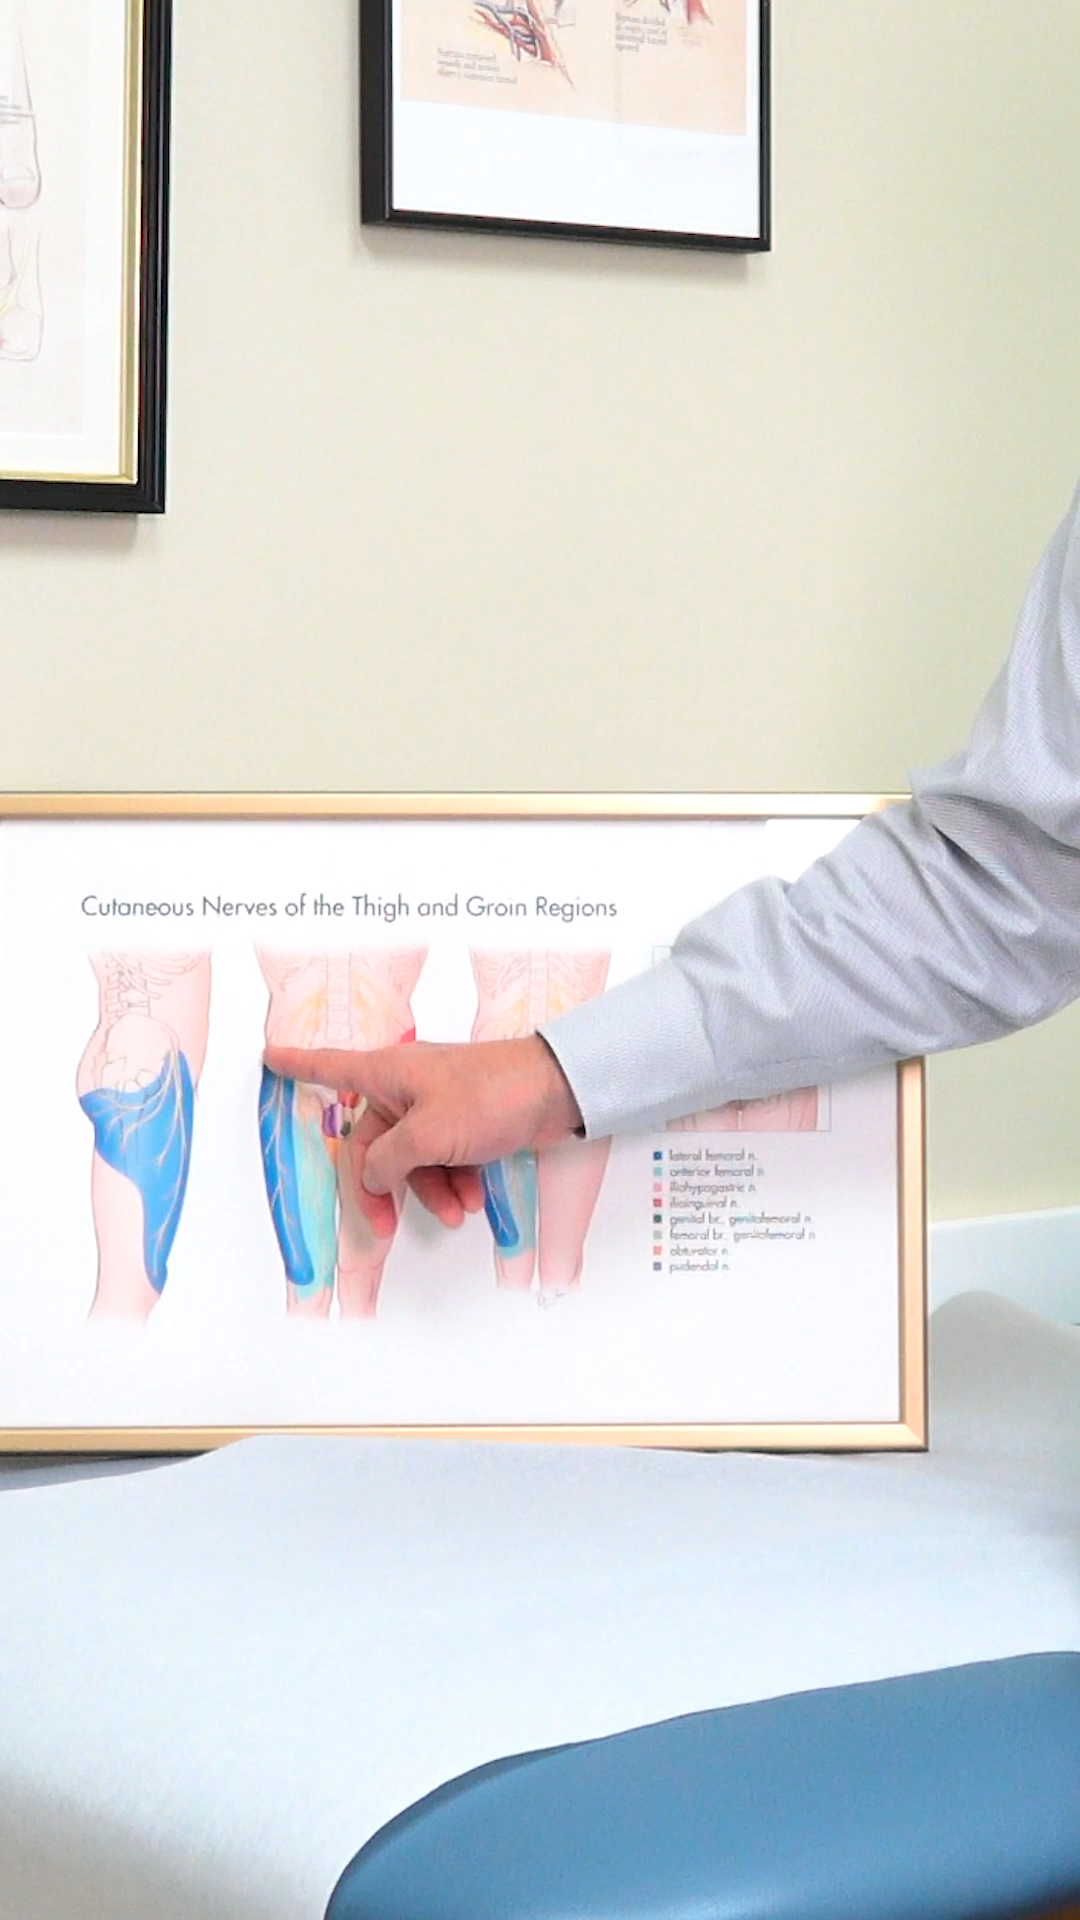 Cutaneous Nerves of the Thigh and Groin Regions
lateral femoral n.
anterior femoral n.
iliohypogastric n.
ilioinguinal n.
genital br., genitofemoral n.
femoral br., genitofemoral n.
obturator n.
pudendal n.